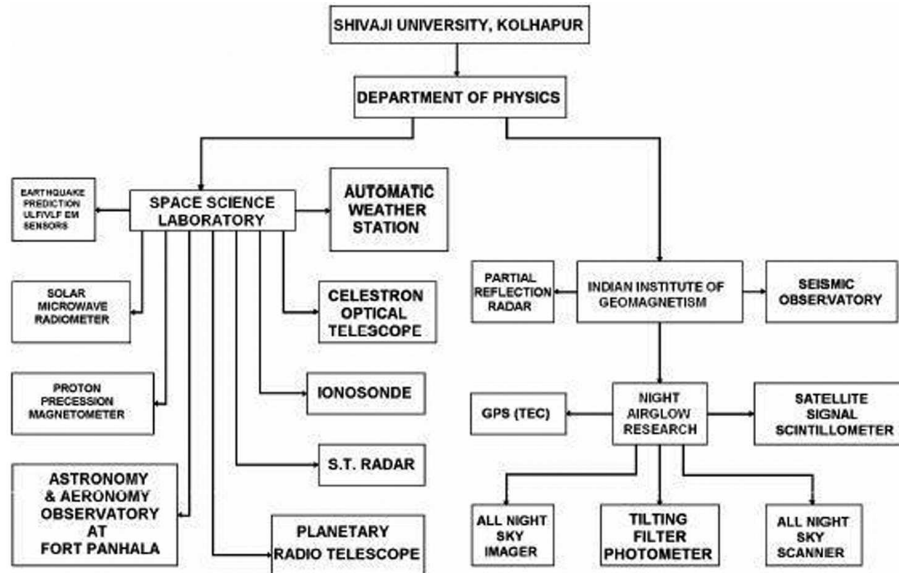 SHIVAJI UNIVERSITY, KOLHAPUR
DEPARTMENT OF PHYSICS
EARTHQUAKE
PREDICTION
ULF/VLF EM
SENSORS
SPACE SCIENCE
LABORATORY
AUTOMATIC
WEATHER
STATION
SOLAR
MICROWAVE
RADIOMETER
CELESTRON
OPTICAL
TELESCOPE
PARTIAL
REFLECTION
RADAR
INDIAN INSTITUTE OF
GEOMAGNETISM
SEISMIC
OBSERVATORY
PROTON
PRECESSION
MAGNETOMETER
IONOSONDE
GPS (TEC)
NIGHT
AIRGLOW
RESEARCH
SATELLITE
SIGNAL
SCINTILLOMETER
ASTRONOMY
& AERONOMY
OBSERVATORY
AT
FORT PANHALA
S.T. RADAR
PLANETARY
RADIO TELESCOPE
ALL NIGHT
SKY
IMAGER
TILTING
FILTER
PHOTOMETER
ALL NIGHT
SKY
SCANNIER